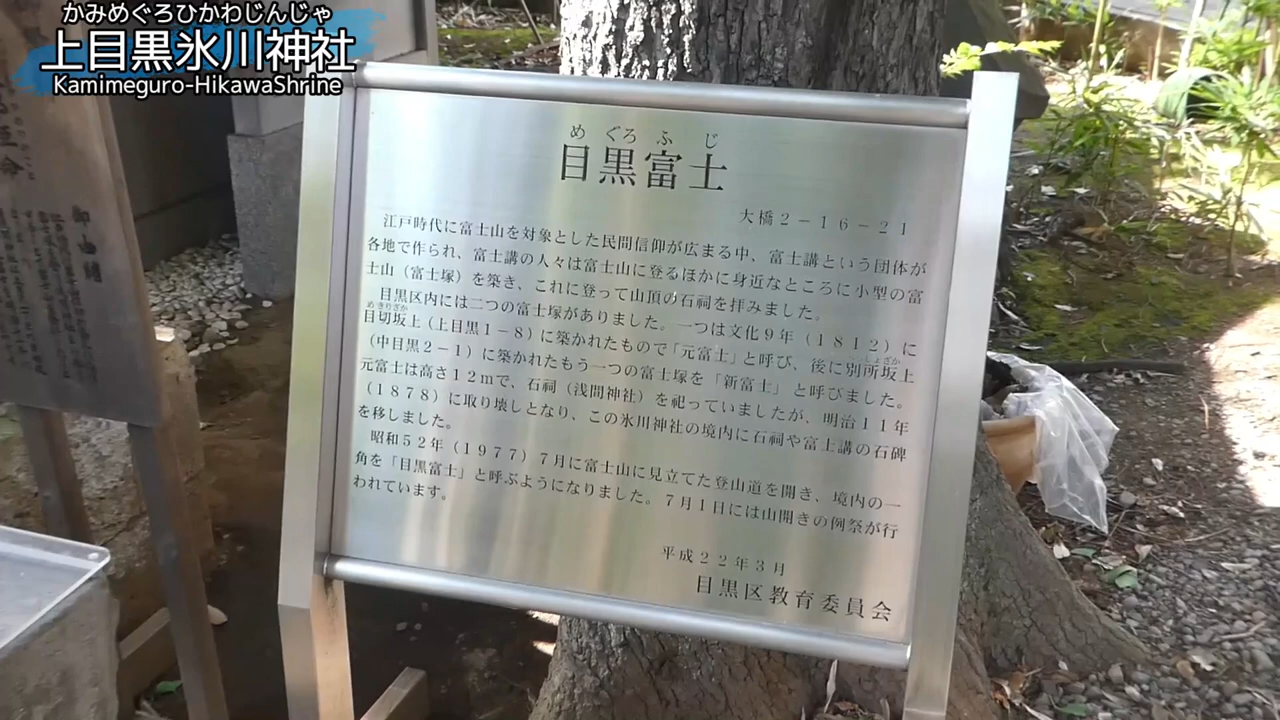 かみめぐろひかわじんじゃ
上目黒氷川神社
Kamimeguro-HikawaShrine
御由緒
めぐろふじ
目黒富士
大橋2-16-21
江戸時代に富士山を対象とした民間信仰が広まる中、富士講という団体が
各地で作られ、富士講の人々は富士山に登るほかに身近なところに小型の富
士山(富士塚)を築き、これに登って山頂の石祠を拝みました。
目黒区内には二つの富士塚がありました。一つは文化9年(1812)に
めきりざか
目切坂上(上目黒1-8)に築かれたもので「元富士」と呼び、後に別所坂上
べっしょざか
(中目黒2-1)に築かれたもう一つの富士塚を「新富士」と呼びました。
元富士は高さ12mで、石祠(浅間神社)を祀っていましたが、明治11年
(1878)に取り壊しとなり、この氷川神社の境内に石祠や富士講の石碑
を移しました。
昭和52年(1977)7月に富士山に見立てた登山道を開き、境内の一
角を「目黒富士」と呼ぶようになりました。7月1日には山開きの例祭が行
われています。
平成22年3月
目黒区教育委員会